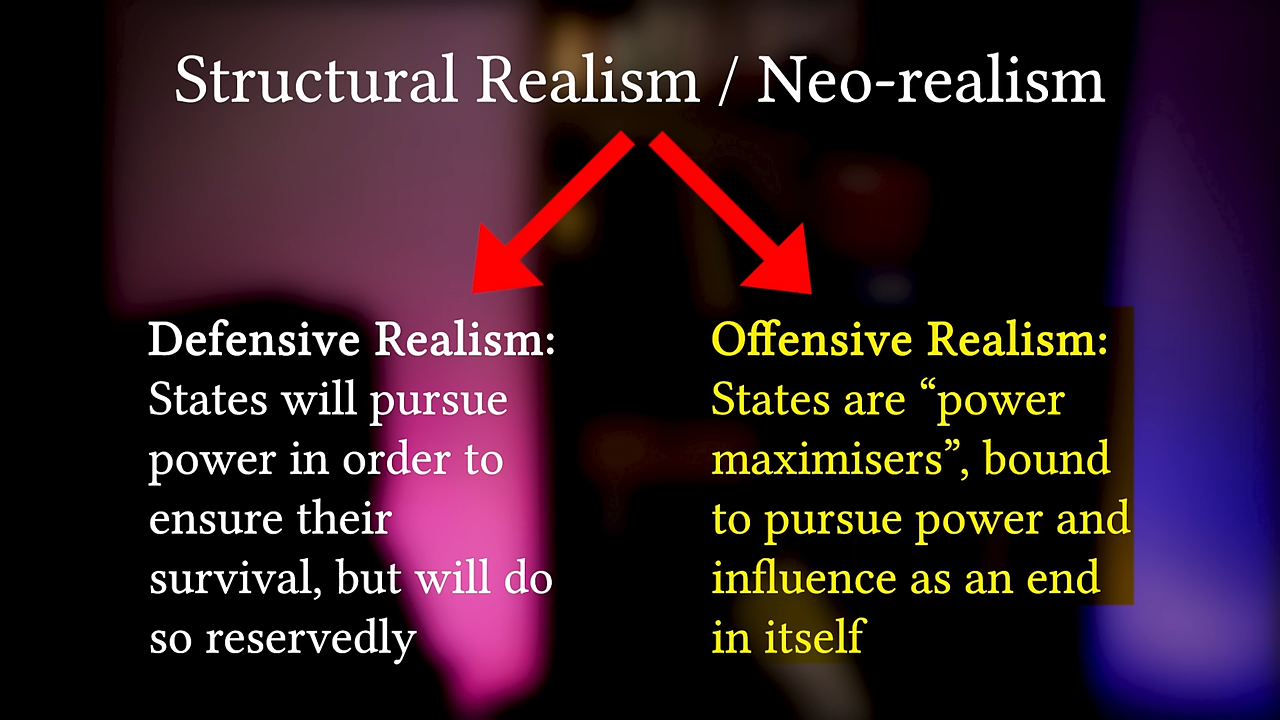 Structural Realism / Neo-realism
Defensive Realism:
States will pursue
power in order to
ensure their
survival, but will do
so reservedly
Offensive Realism:
States are “power
maximisers”, bound
to pursue power and
influence as an end
in itself